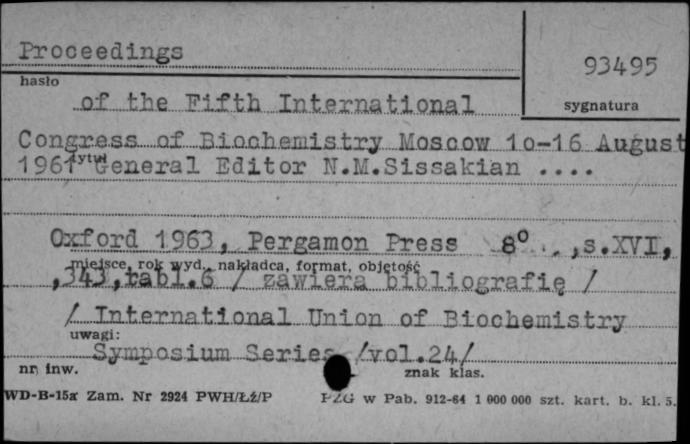 Proceedings
93495
hasło
sygnatura
of the Fifth International
Congress of Biochemistry Moscow 1o-16 August
1961 General Editor N.M.Sissakian ....
tytuł
Oxford 1963, Pergamon Press 8° ,s.XVI,
miejsce, rok wyd., nakładca, format, objętość
,343,tabl.6 / zawiera bibliografię /
/ International Union of Biochemistry
uwagi:
Symposium Series /vol.24/
nr. inw.
znak klas.
WD-B-15a Zam. Nr 2924 PWH/Łź/P
PZG w Pab. 912-64 1 000 000 szt. kart. b. kl. 5.